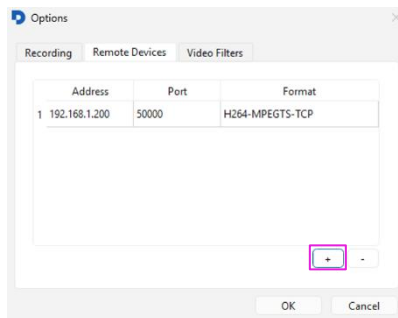 Options
Recording Remote Devices Video Filters
Address Port Format
1 192.168.1.200 50000 H264-MPEGTS-TCP
+ -
OK Cancel